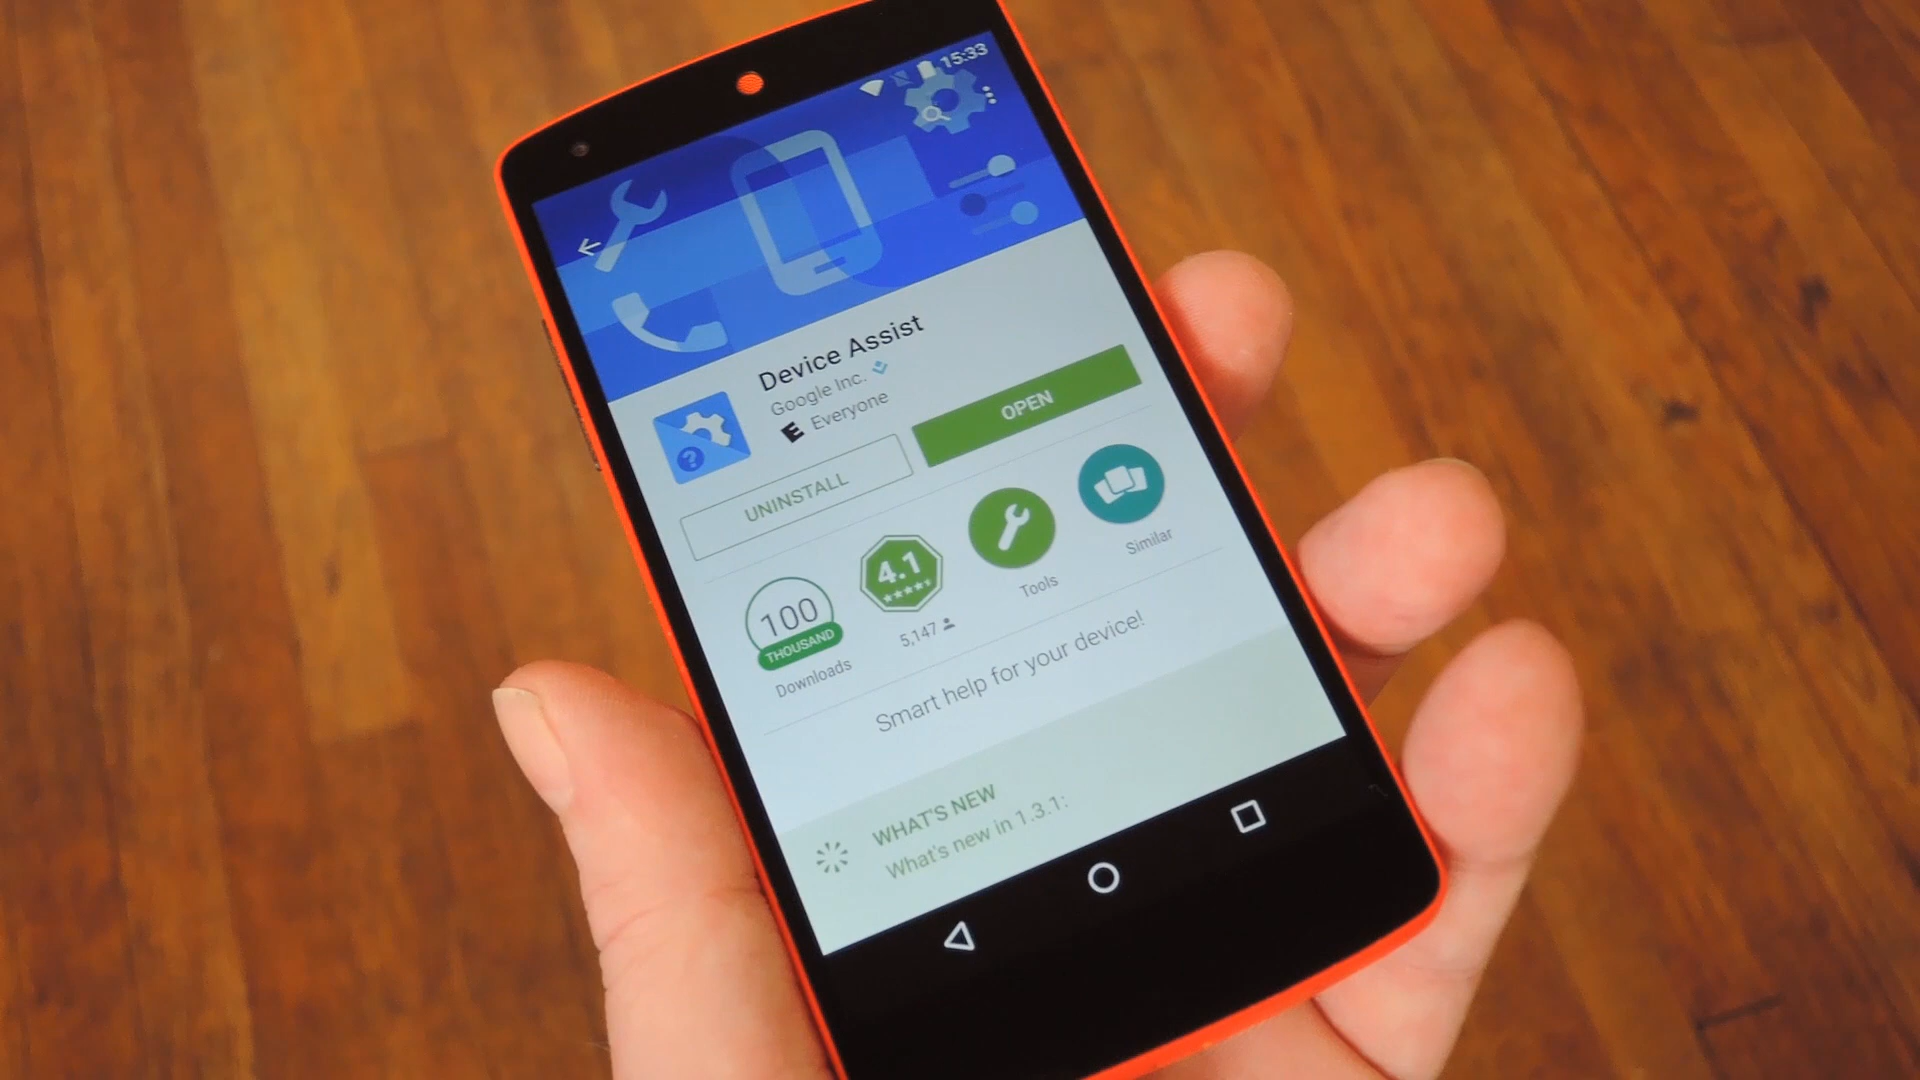 15:33
Device Assist
Google Inc.
E Everyone
UNINSTALL
OPEN
100
THOUSAND
Downloads
4.1
5,147
Tools
Similar
Smart help for your device!
WHAT'S NEW
What's new in 1.3.1:
?